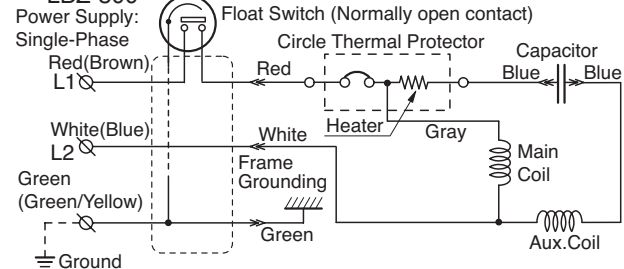 Power Supply:
Single-Phase
Float Switch (Normally open contact)
Circle Thermal Protector
Capacitor
Red(Brown)
L1
Red
Blue
Blue
Heater
Gray
White(Blue)
L2
White
Main
Coil
Frame
Grounding
Green
(Green/Yellow)
Green
Aux.Coil
Ground